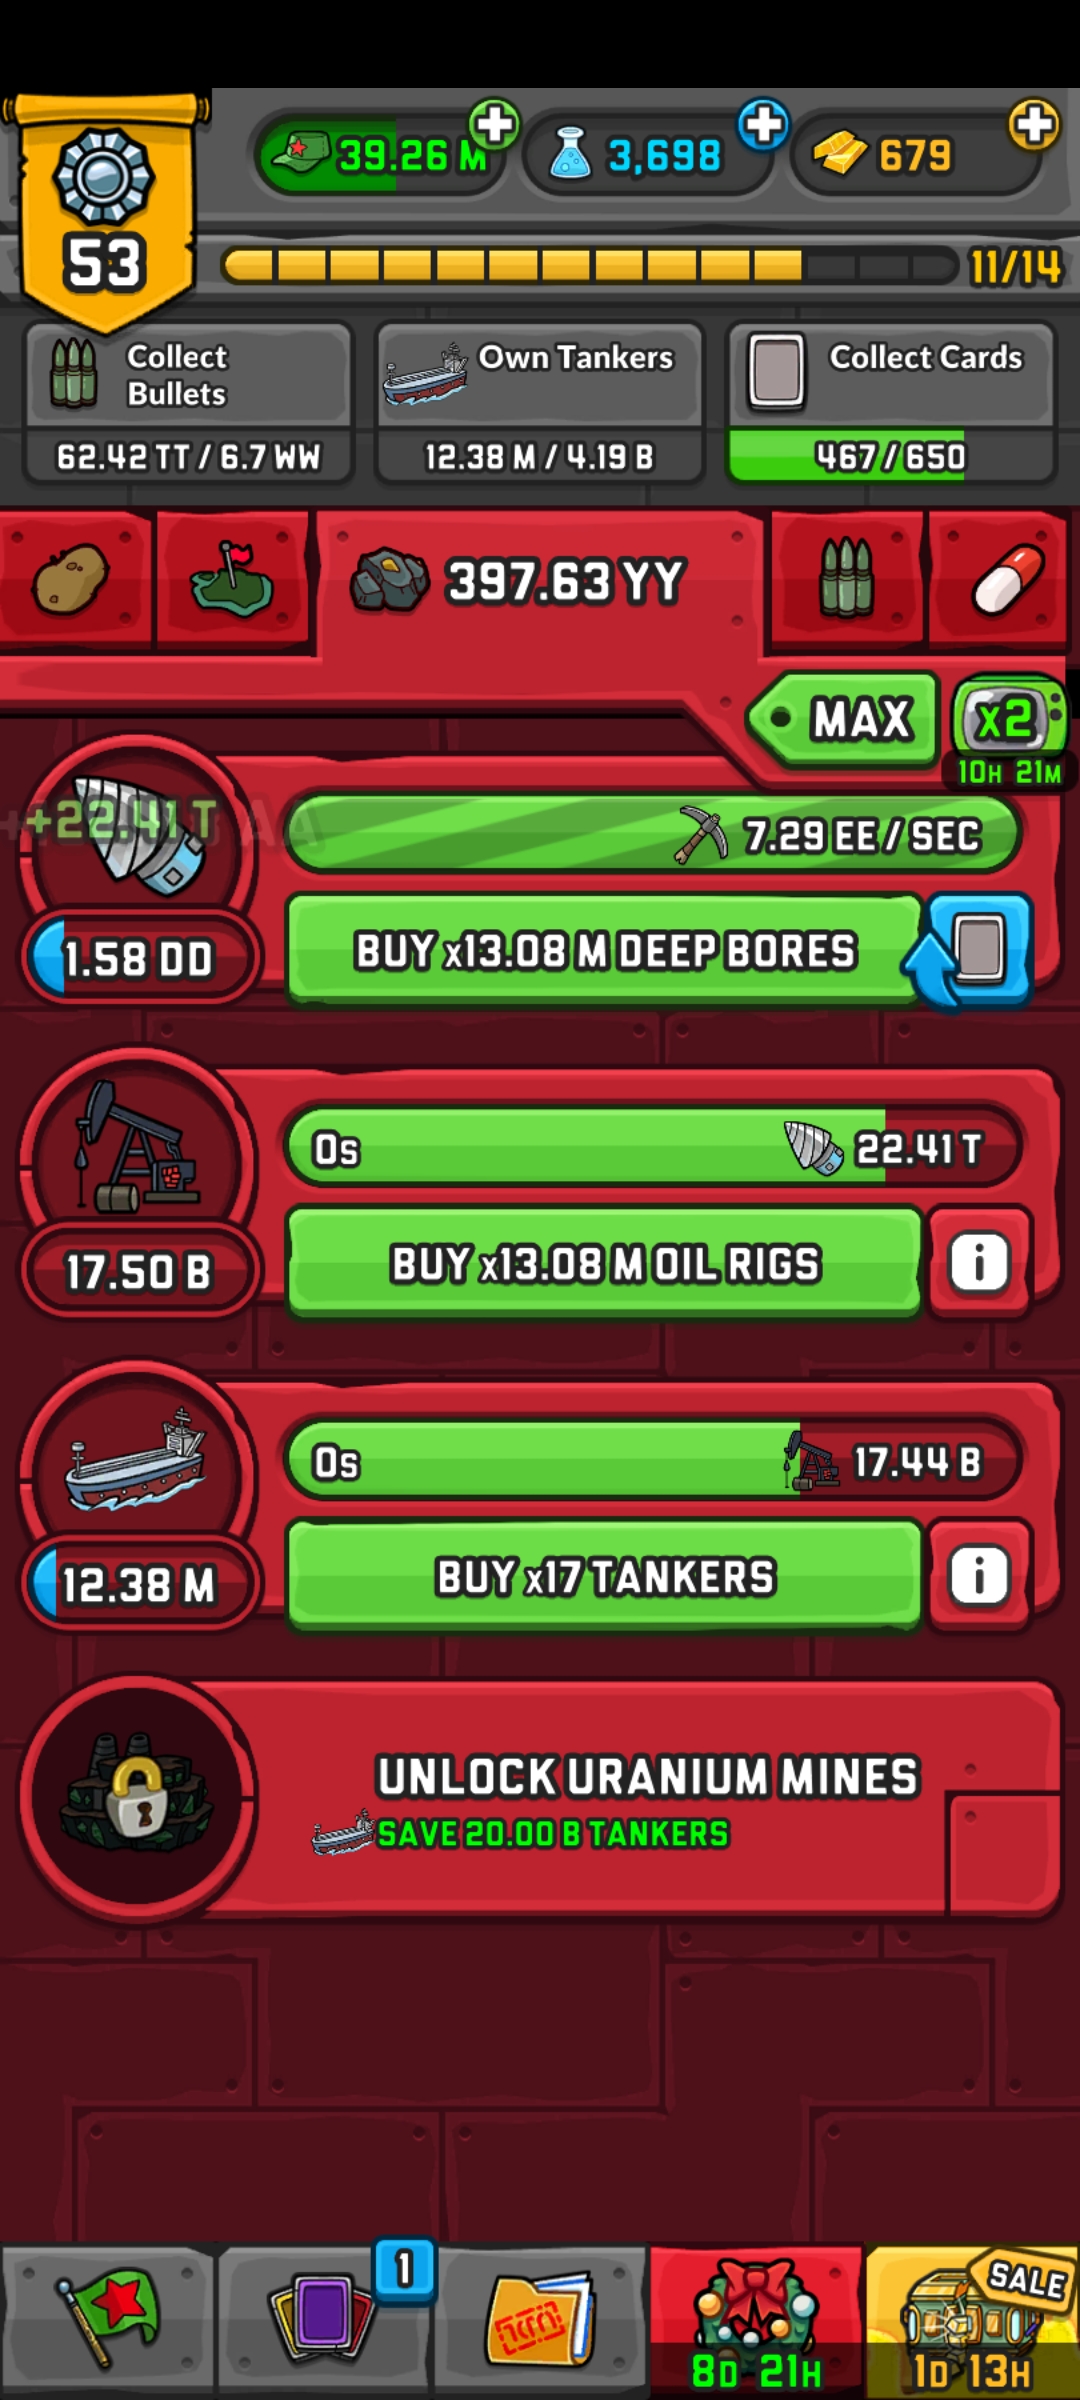 39.26 M
3,698
679
53
11/14
Collect
Bullets
Own Tankers
Collect Cards
62.42 TT / 6.7 WW
12.38 M / 4.19 B
467 / 650
397.63 YY
MAX
x2
10H 21M
+22.41 T
AA
7.29 EE / SEC
1.58 DD
BUY x13.08 M DEEP BORES
0s
22.41 T
17.50 B
BUY x13.08 M OIL RIGS
i
0s
17.44 B
12.38 M
BUY x17 TANKERS
i
UNLOCK URANIUM MINES
SAVE 20.00 B TANKERS
1
SALE
8D 21H
1D 13H